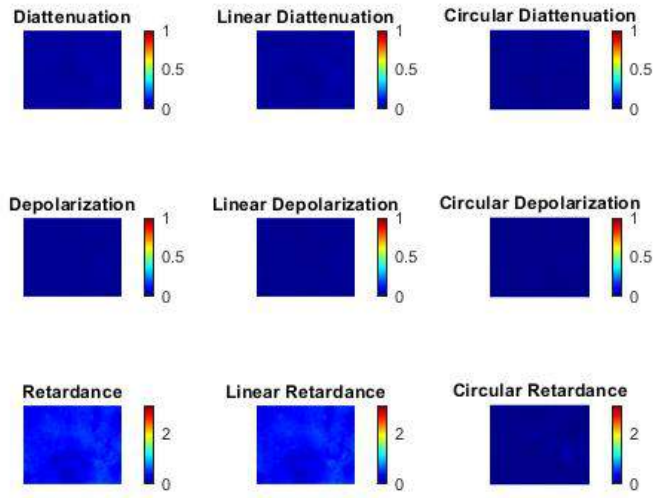 Diattenuation
Linear Diattenuation
Circular Diattenuation
1
0.5
0
1
0.5
0
1
0.5
0
Depolarization
Linear Depolarization
Circular Depolarization
1
0.5
0
1
0.5
0
1
0.5
0
Retardance
Linear Retardance
Circular Retardance
2
0
2
0
2
0